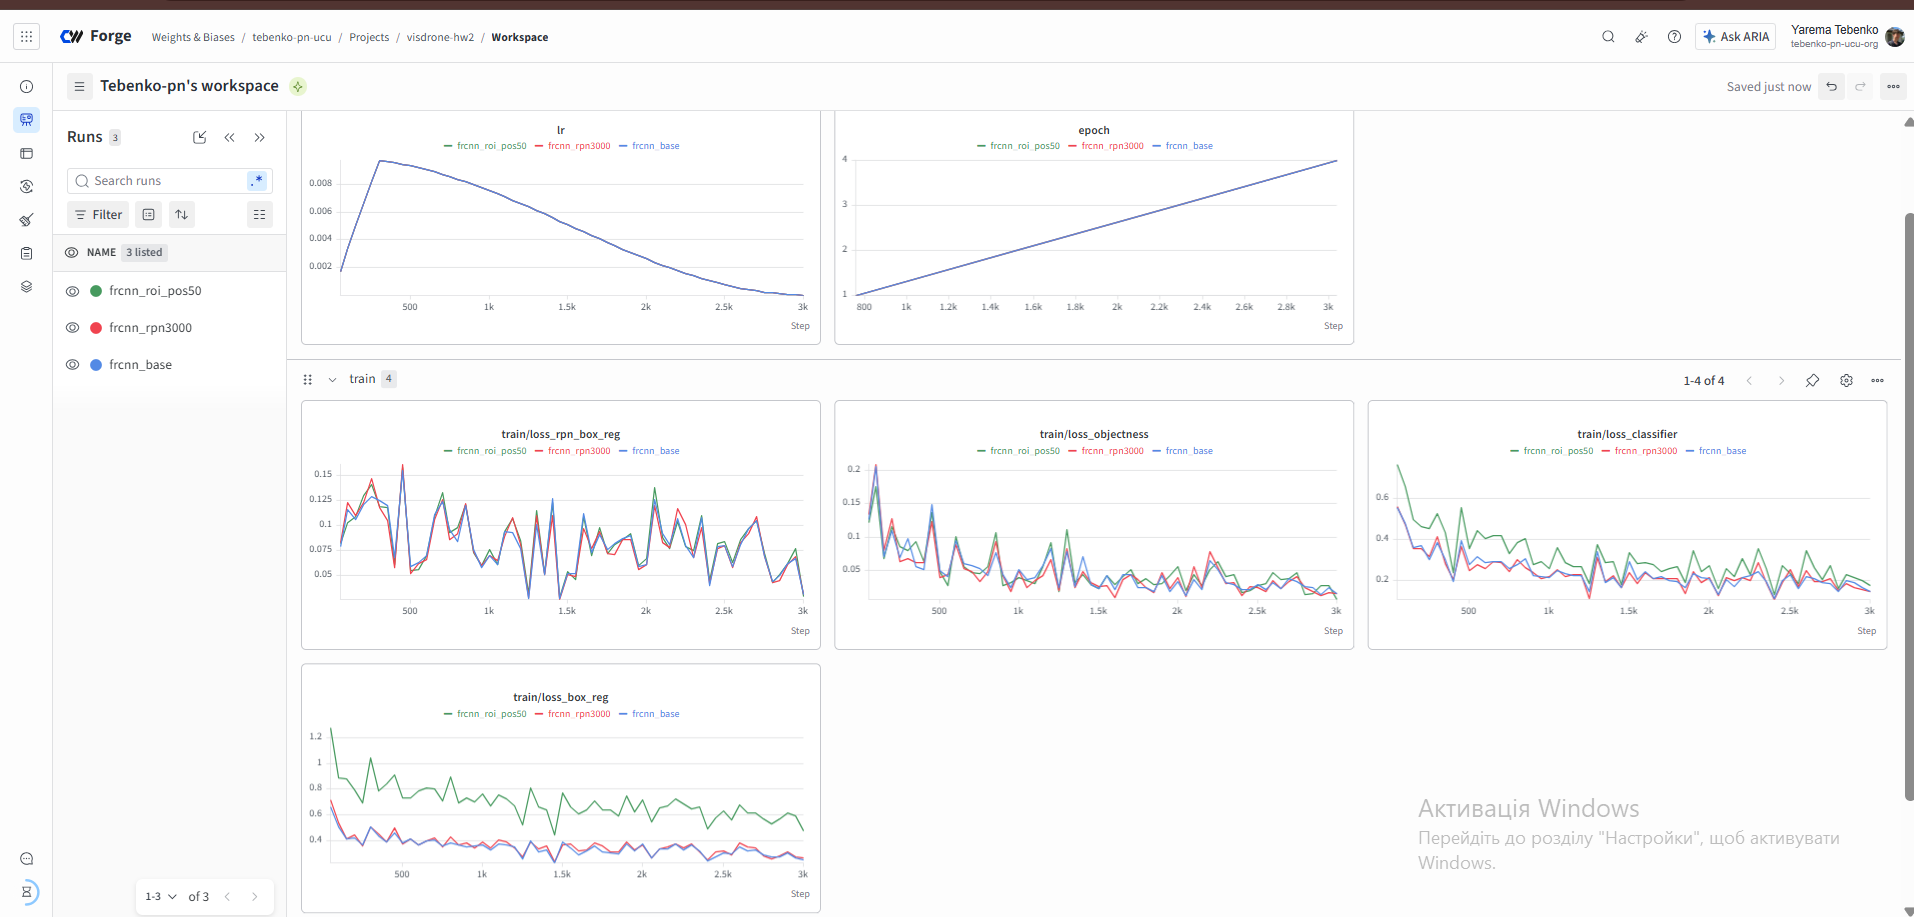 Forge
Weights & Biases / tebenko-pn-ucu / Projects / visdrone-hw2 / Workspace
Ask ARIA
Yarema Tebenko
tebenko-pn-ucu-org
Tebenko-pn's workspace
Saved just now
Runs 3
Search runs
.*
Filter
NAME 3 listed
frcnn_roi_pos50
frcnn_rpn3000
frcnn_base
1-3 of 3
lr
frcnn_roi_pos50 frcnn_rpn3000 frcnn_base
0.008
0.006
0.004
0.002
500 1k 1.5k 2k 2.5k 3k
Step
epoch
frcnn_roi_pos50 frcnn_rpn3000 frcnn_base
4
3
2
1
800 1k 1.2k 1.4k 1.6k 1.8k 2k 2.2k 2.4k 2.6k 2.8k 3k
Step
train 4
1-4 of 4
train/loss_rpn_box_reg
frcnn_roi_pos50 frcnn_rpn3000 frcnn_base
0.15
0.125
0.1
0.075
0.05
500 1k 1.5k 2k 2.5k 3k
Step
train/loss_objectness
frcnn_roi_pos50 frcnn_rpn3000 frcnn_base
0.2
0.15
0.1
0.05
500 1k 1.5k 2k 2.5k 3k
Step
train/loss_classifier
frcnn_roi_pos50 frcnn_rpn3000 frcnn_base
0.6
0.4
0.2
500 1k 1.5k 2k 2.5k 3k
Step
train/loss_box_reg
frcnn_roi_pos50 frcnn_rpn3000 frcnn_base
1.2
1
0.8
0.6
0.4
500 1k 1.5k 2k 2.5k 3k
Step
Активація Windows
Перейдіть до розділу "Настройки", щоб активувати
Windows.